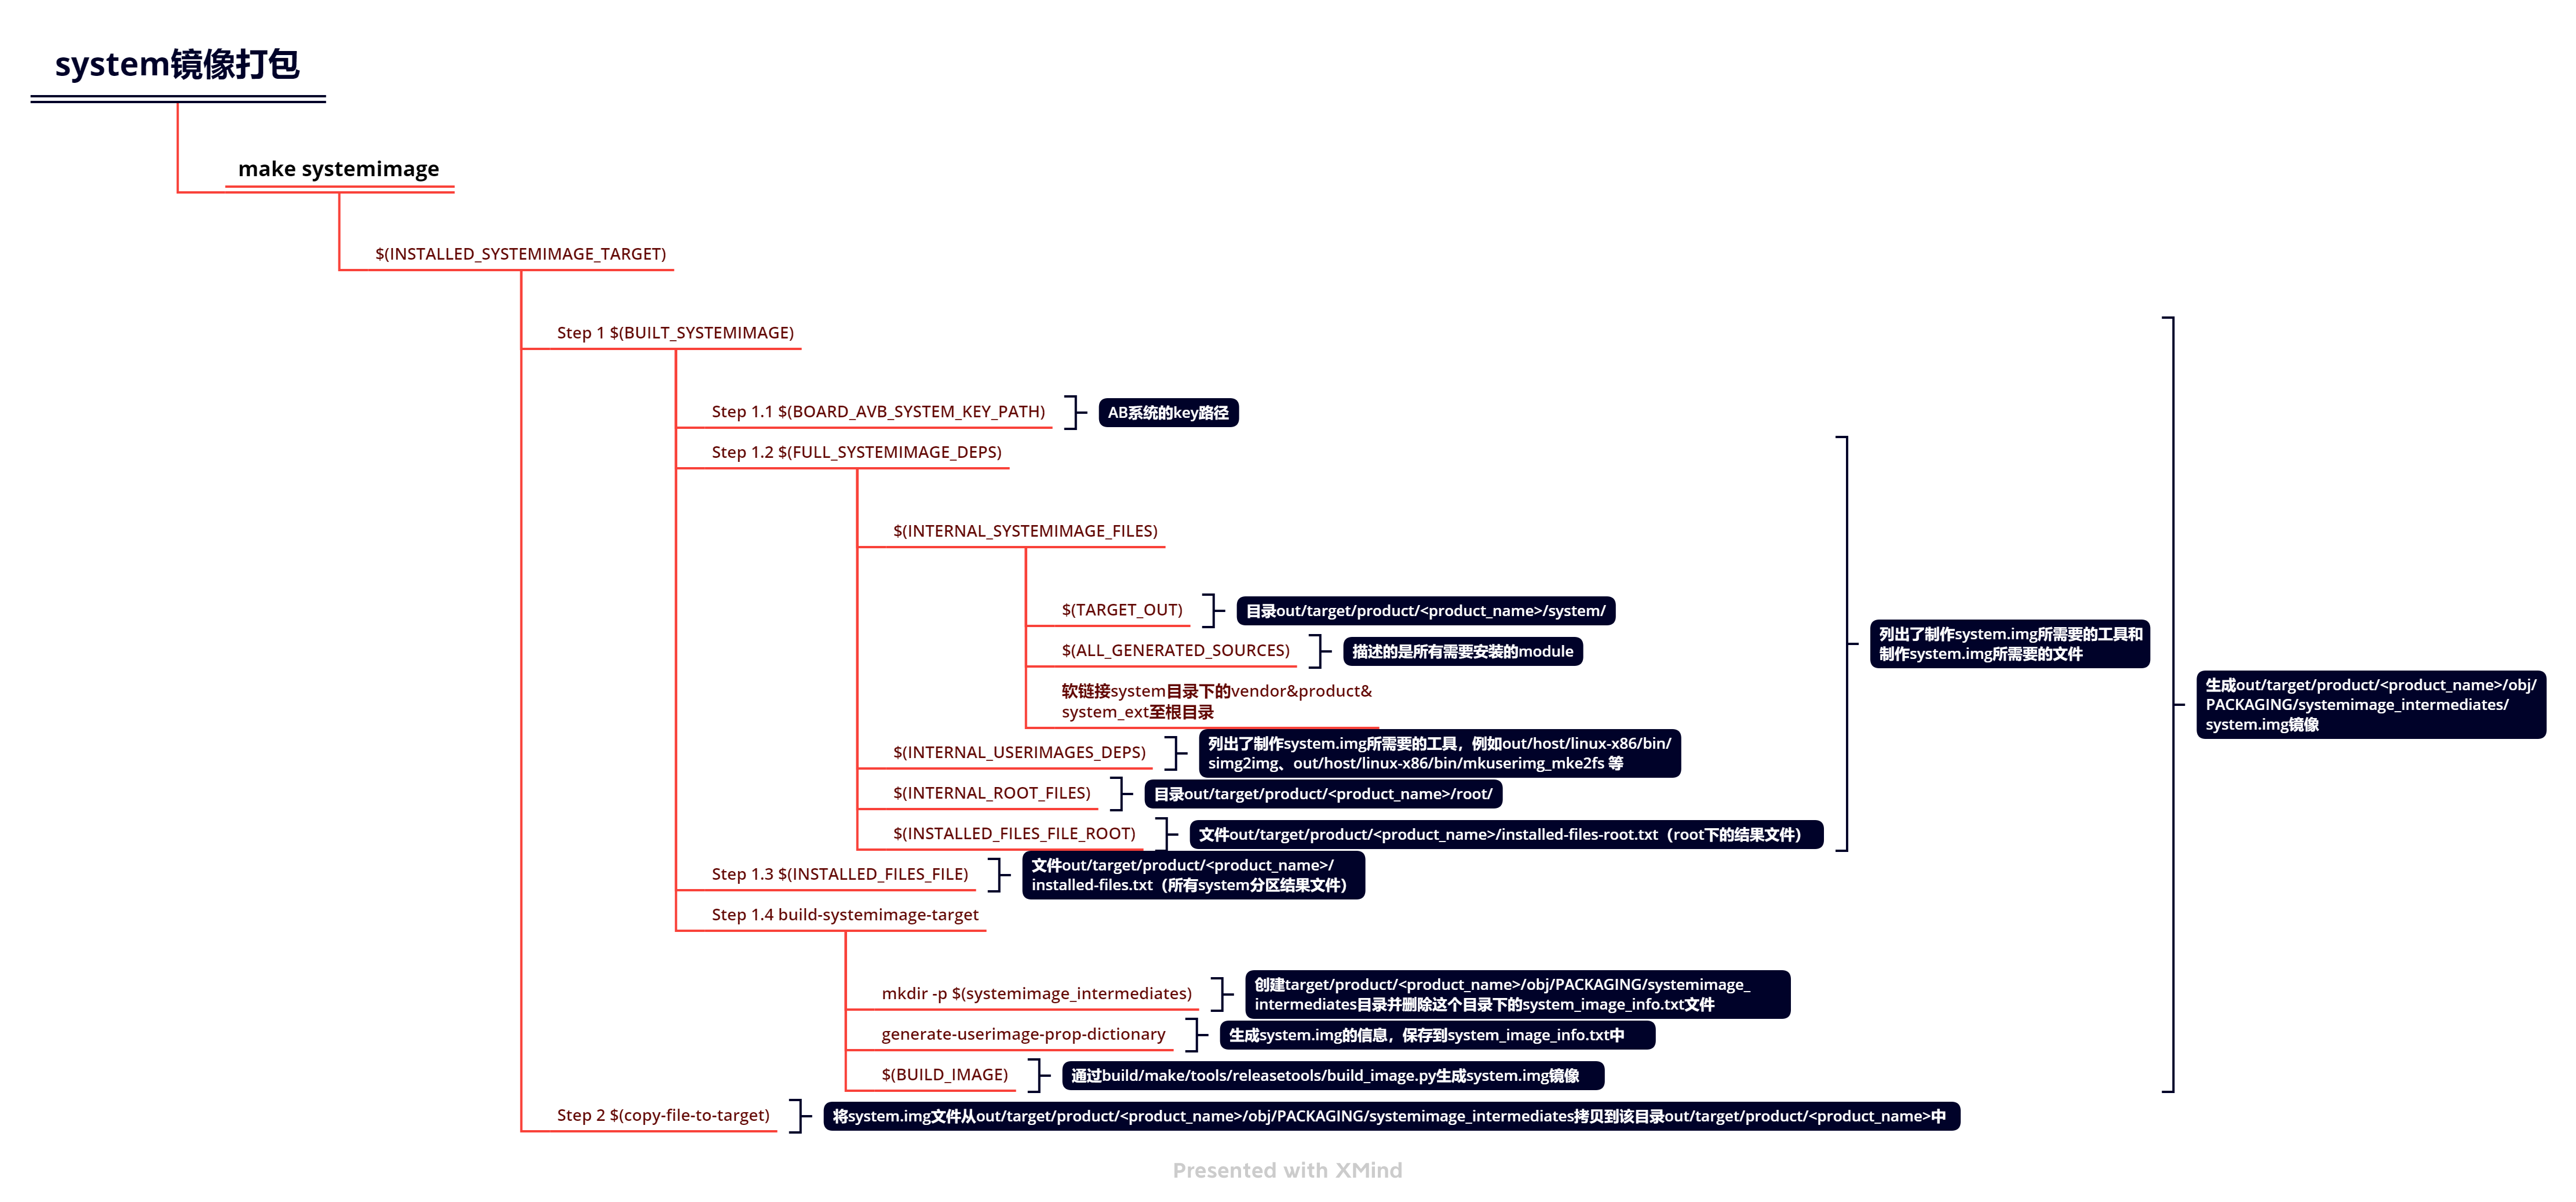 system镜像打包
make systemimage
$(INSTALLED_SYSTEMIMAGE_TARGET)
Step 1 $(BUILT_SYSTEMIMAGE)
Step 1.1 $(BOARD_AVB_SYSTEM_KEY_PATH)
AB系统的key路径
Step 1.2 $(FULL_SYSTEMIMAGE_DEPS)
$(INTERNAL_SYSTEMIMAGE_FILES)
$(TARGET_OUT)
目录out/target/product/<product_name>/system/
$(ALL_GENERATED_SOURCES)
描述的是所有需要安装的module
软链接system目录下的vendor&product&
system_ext至根目录
$(INTERNAL_USERIMAGES_DEPS)
列出了制作system.img所需要的工具，例如out/host/linux-x86/bin/
simg2img、out/host/linux-x86/bin/mkuserimg_mke2fs 等
$(INTERNAL_ROOT_FILES)
目录out/target/product/<product_name>/root/
$(INSTALLED_FILES_FILE_ROOT)
文件out/target/product/<product_name>/installed-files-root.txt（root下的结果文件）
列出了制作system.img所需要的工具和
制作system.img所需要的文件
Step 1.3 $(INSTALLED_FILES_FILE)
文件out/target/product/<product_name>/
installed-files.txt（所有system分区结果文件）
Step 1.4 build-systemimage-target
mkdir -p $(systemimage_intermediates)
创建target/product/<product_name>/obj/PACKAGING/systemimage_
intermediates目录并删除这个目录下的system_image_info.txt文件
generate-userimage-prop-dictionary
生成system.img的信息，保存到system_image_info.txt中
$(BUILD_IMAGE)
通过build/make/tools/releasetools/build_image.py生成system.img镜像
生成out/target/product/<product_name>/obj/
PACKAGING/systemimage_intermediates/
system.img镜像
Step 2 $(copy-file-to-target)
将system.img文件从out/target/product/<product_name>/obj/PACKAGING/systemimage_intermediates拷贝到该目录out/target/product/<product_name>中
Presented with XMind